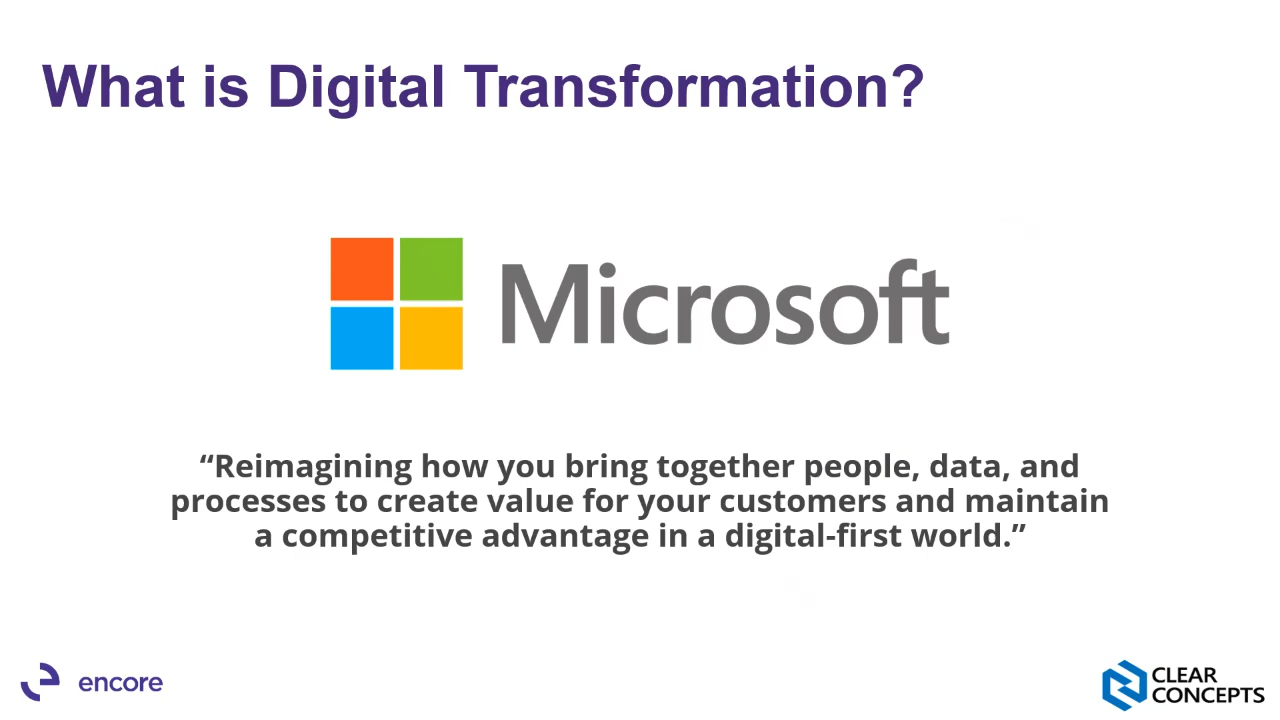 What is Digital Transformation?
Microsoft
“Reimagining how you bring together people, data, and
processes to create value for your customers and maintain
a competitive advantage in a digital-first world.”
encore
CLEAR
CONCEPTS